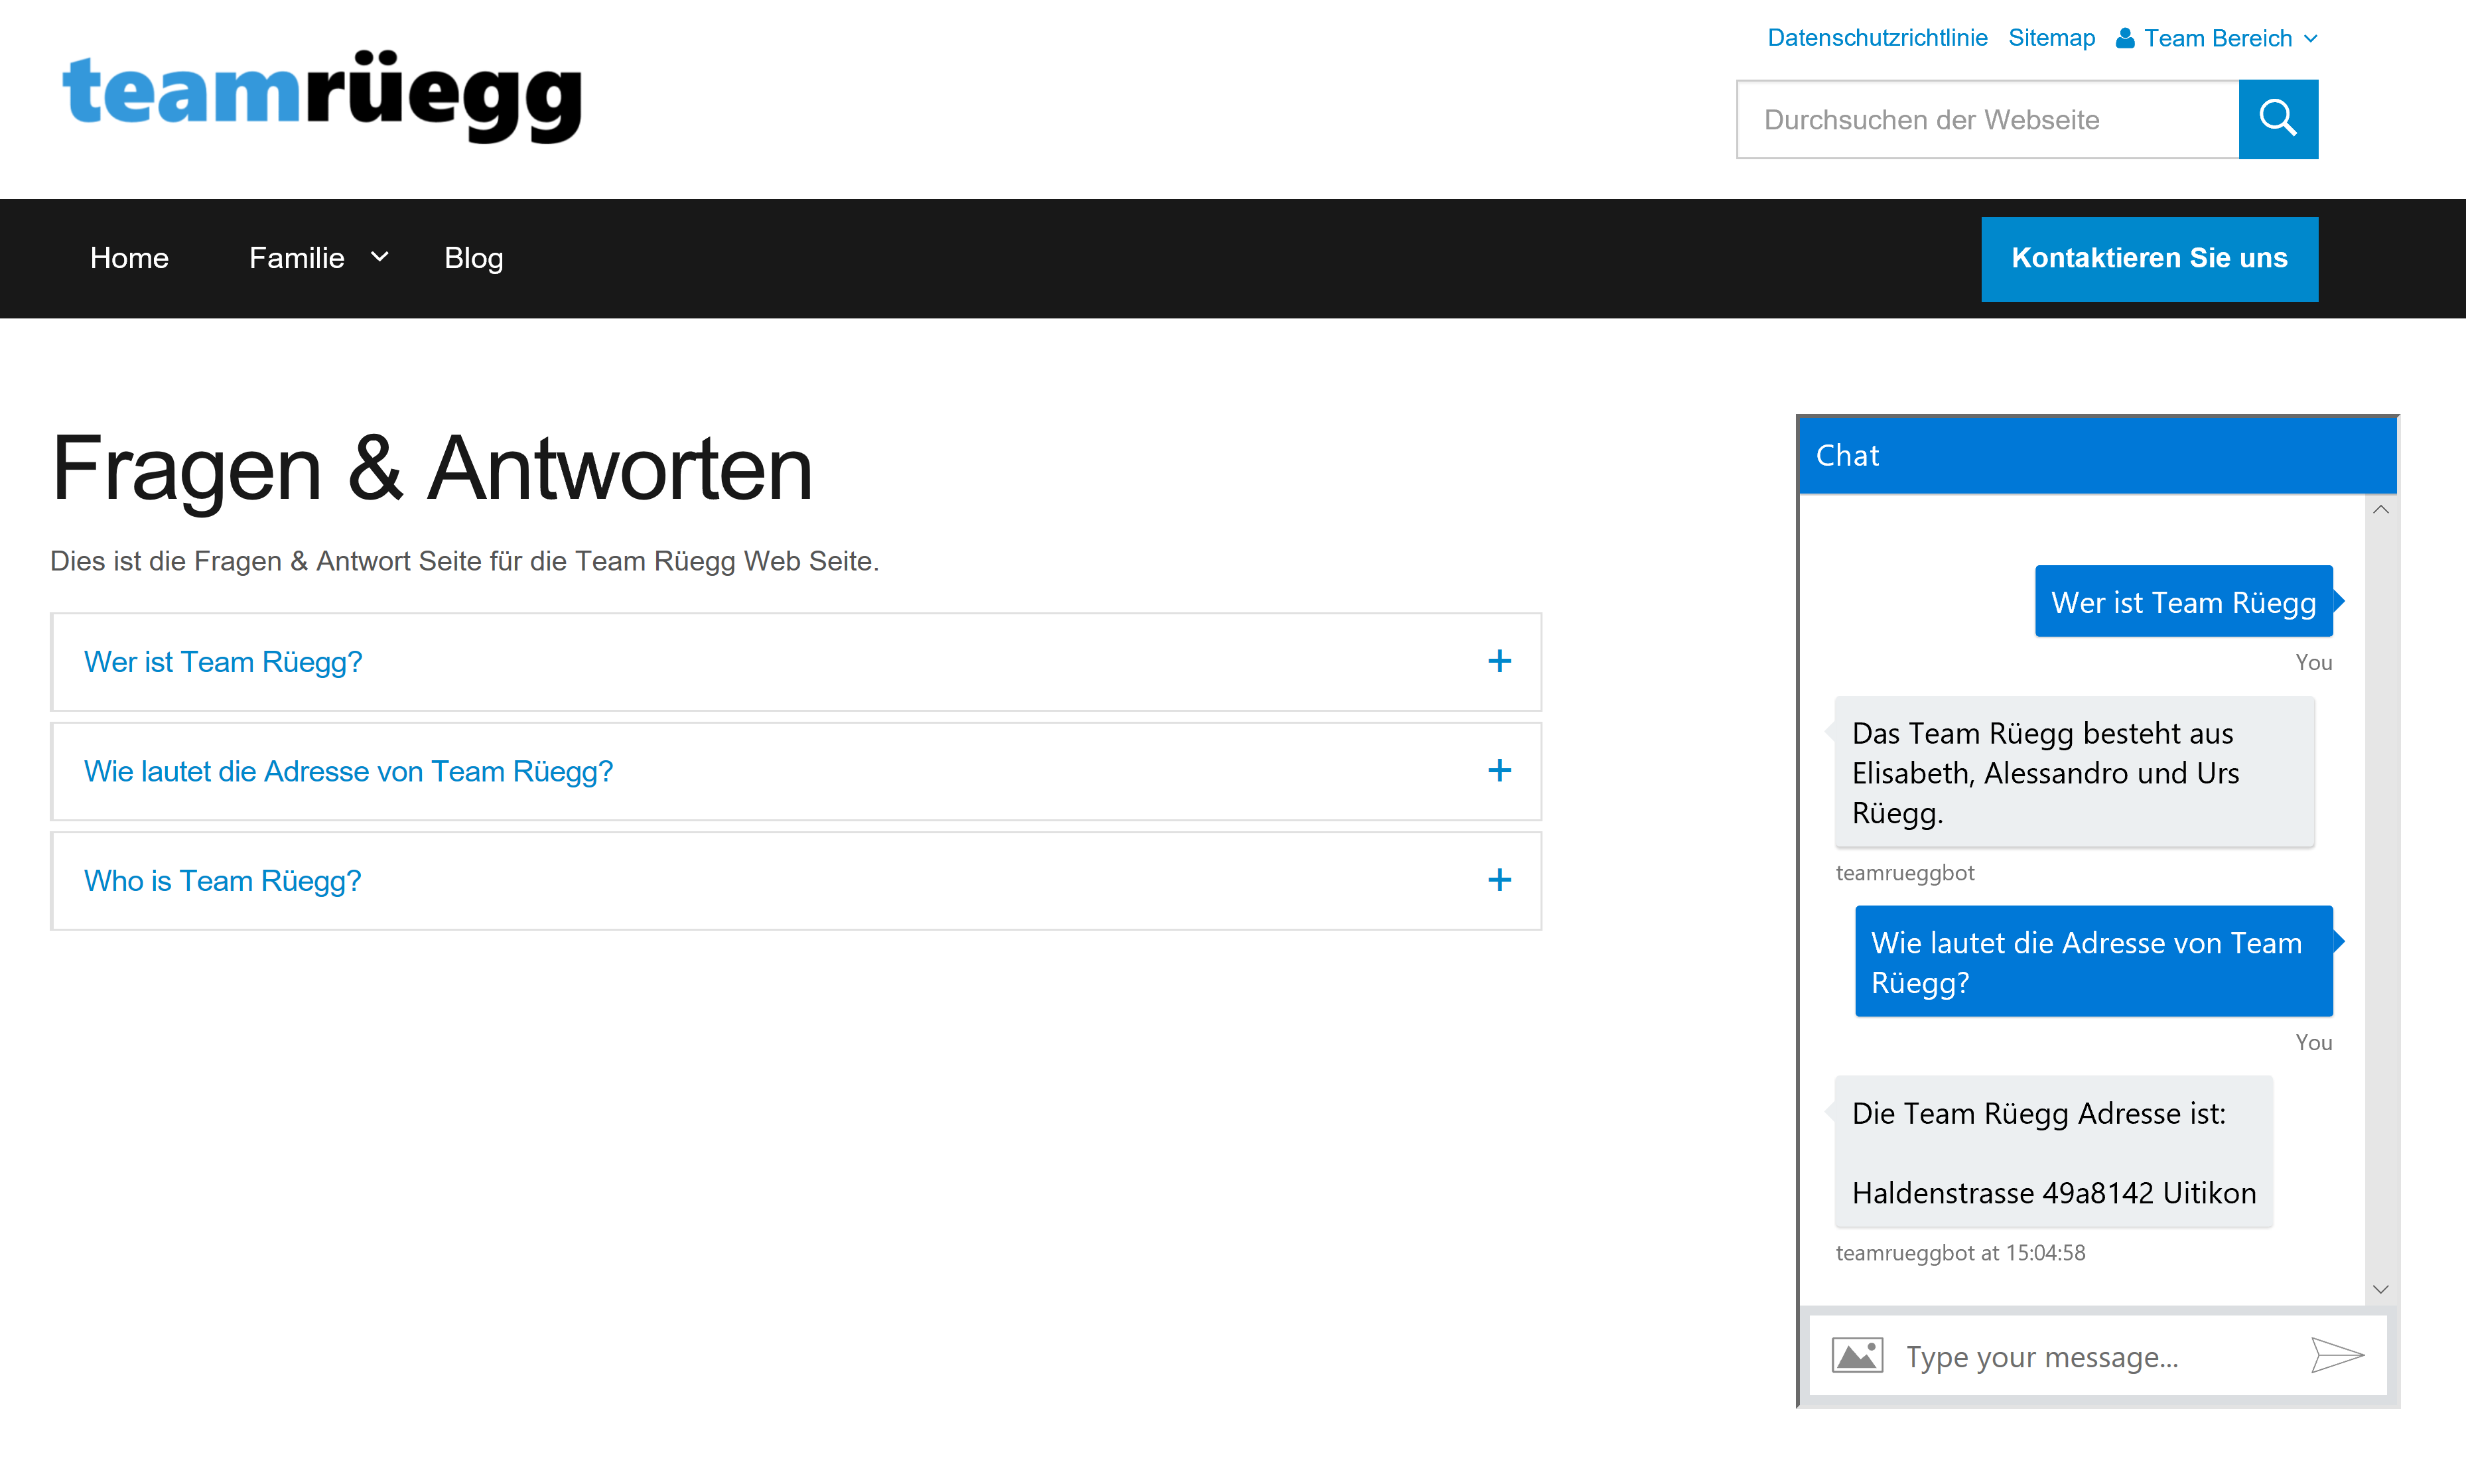 teamrüegg
Datenschutzrichtlinie Sitemap Team Bereich
Durchsuchen der Webseite
Home Familie Blog Kontaktieren Sie uns
Fragen & Antworten
Dies ist die Fragen & Antwort Seite für die Team Rüegg Web Seite.
Wer ist Team Rüegg?
Wie lautet die Adresse von Team Rüegg?
Who is Team Rüegg?
Chat
Wer ist Team Rüegg
You
Das Team Rüegg besteht aus
Elisabeth, Alessandro und Urs
Rüegg.
teamrueggbot
Wie lautet die Adresse von Team
Rüegg?
You
Die Team Rüegg Adresse ist:
Haldenstrasse 49a8142 Uitikon
teamrueggbot at 15:04:58
Type your message...